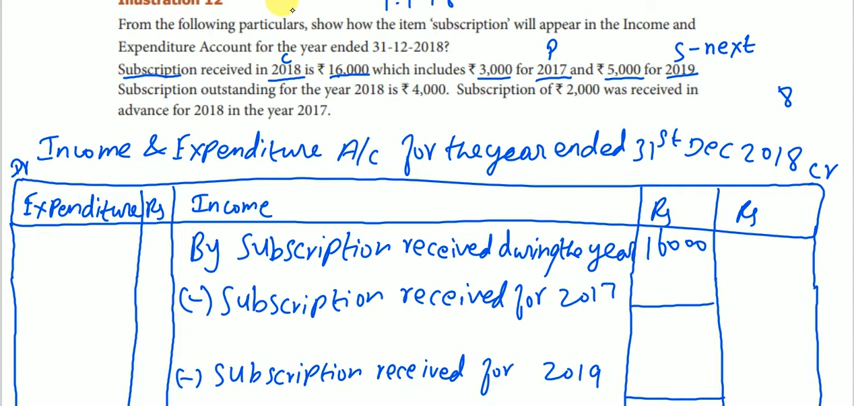 Illustration 12
From the following particulars, show how the item 'subscription' will appear in the Income and
P S-next
Expenditure Account for the year ended 31-12-2018?
C
Subscription received in 2018 is ₹ 16,000 which includes ₹ 3,000 for 2017 and ₹ 5,000 for 2019.
Subscription outstanding for the year 2018 is ₹ 4,000. Subscription of ₹ 2,000 was received in
8
advance for 2018 in the year 2017.
Dr Income & Expenditure A/c for the year ended 31st Dec 2018 Cr
Expenditure Rs Income Rs Rs
By Subscription received during the year 16000
(-) Subscription received for 2017
(-) Subscription received for 2019